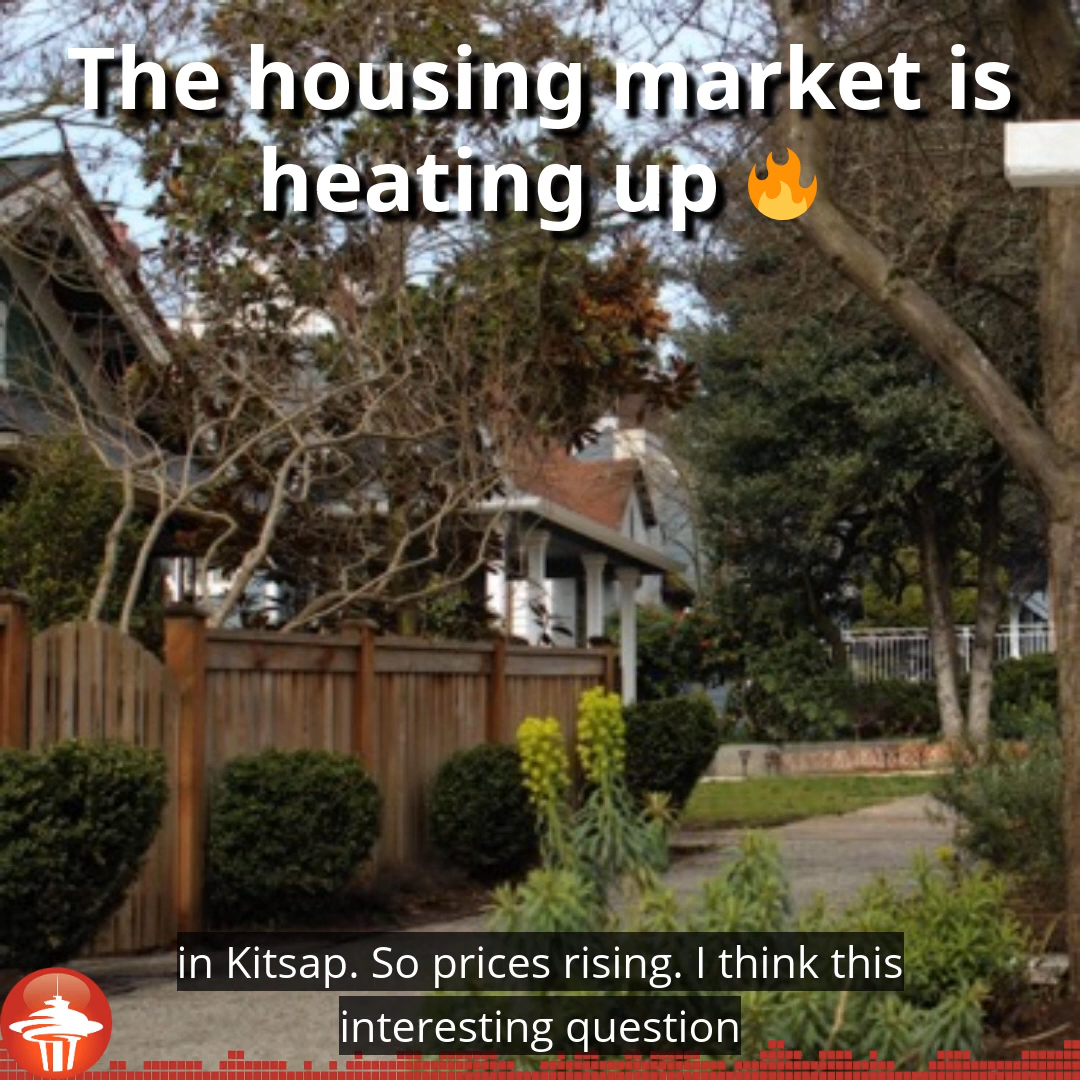 The housing market is
heating up 🔥
in Kitsap. So prices rising. I think this
interesting question